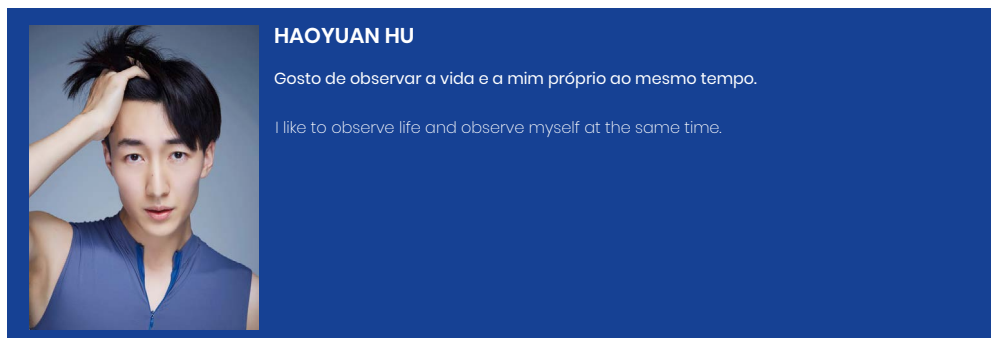 HAOYUAN HU
Gosto de observar a vida e a mim próprio ao mesmo tempo.
I like to observe life and observe myself at the same time.